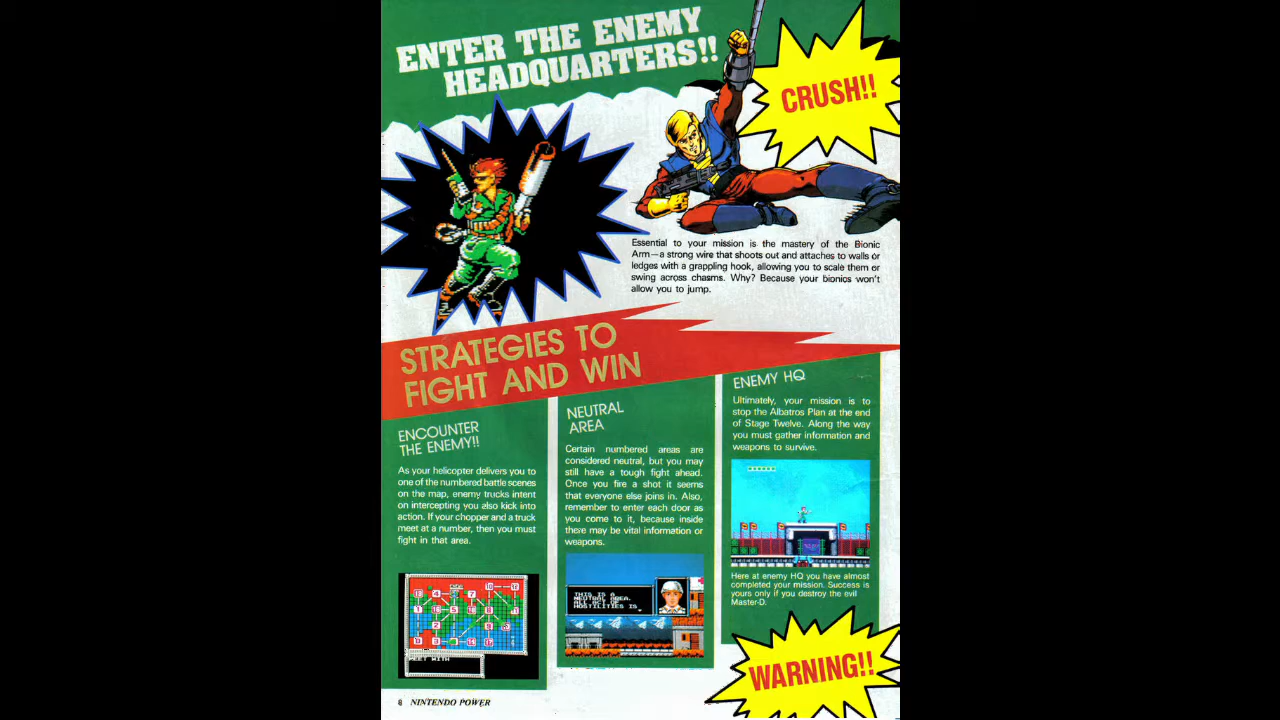 ENTER THE ENEMY
HEADQUARTERS!!
CRUSH!!
Essential to your mission is the mastery of the Bionic
Arm—a strong wire that shoots out and attaches to walls or
ledges with a grappling hook, allowing you to scale them or
swing across chasms. Why? Because your bionics won't
allow you to jump.
STRATEGIES TO
FIGHT AND WIN
ENCOUNTER
THE ENEMY!!
As your helicopter delivers you to
one of the numbered battle scenes
on the map, enemy trucks intent
on intercepting you also kick into
action. If your chopper and a truck
meet at a number, then you must
fight in that area.
MEET WITH
NEUTRAL
AREA
Certain numbered areas are
considered neutral, but you may
still have a tough fight ahead.
Once you fire a shot it seems
that everyone else joins in. Also,
remember to enter each door as
you come to it, because inside
there may be vital information or
weapons.
THIS IS A
NEUTRAL AREA.
ALL ACT OF
HOSTILITIES IS
ENEMY HQ
Ultimately, your mission is to
stop the Albatros Plan at the end
of Stage Twelve. Along the way
you must gather information and
weapons to survive.
Here at enemy HQ you have almost
completed your mission. Success is
yours only if you destroy the evil
Master-D.
WARNING!!
6 NINTENDO POWER